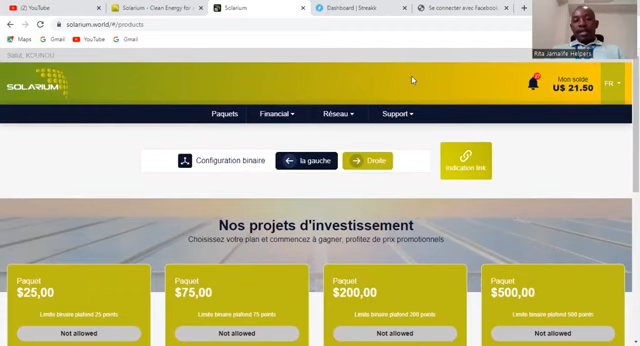 (2) YouTube
Solarium - Clean Energy for
Solarium
Dashboard | Streakk
Se connecter avec Facebook
solarium.world/#/products
Maps
Gmail
YouTube
Gmail
Rita Jamalife Helpers
Salut, KOUNOU
SOLARIUM
Mon solde
U$ 21.50
FR
Paquets
Financial
Réseau
Support
Configuration binaire
la gauche
Droite
Indication link
Nos projets d'investissement
Choisissez votre plan et commencez à gagner, profitez de prix promotionnels
Paquet
$25,00
Limite binaire plafond 25 points
Not allowed
Paquet
$75,00
Limite binaire plafond 75 points
Not allowed
Paquet
$200,00
Limite binaire plafond 200 points
Not allowed
Paquet
$500,00
Limite binaire plafond 500 points
Not allowed